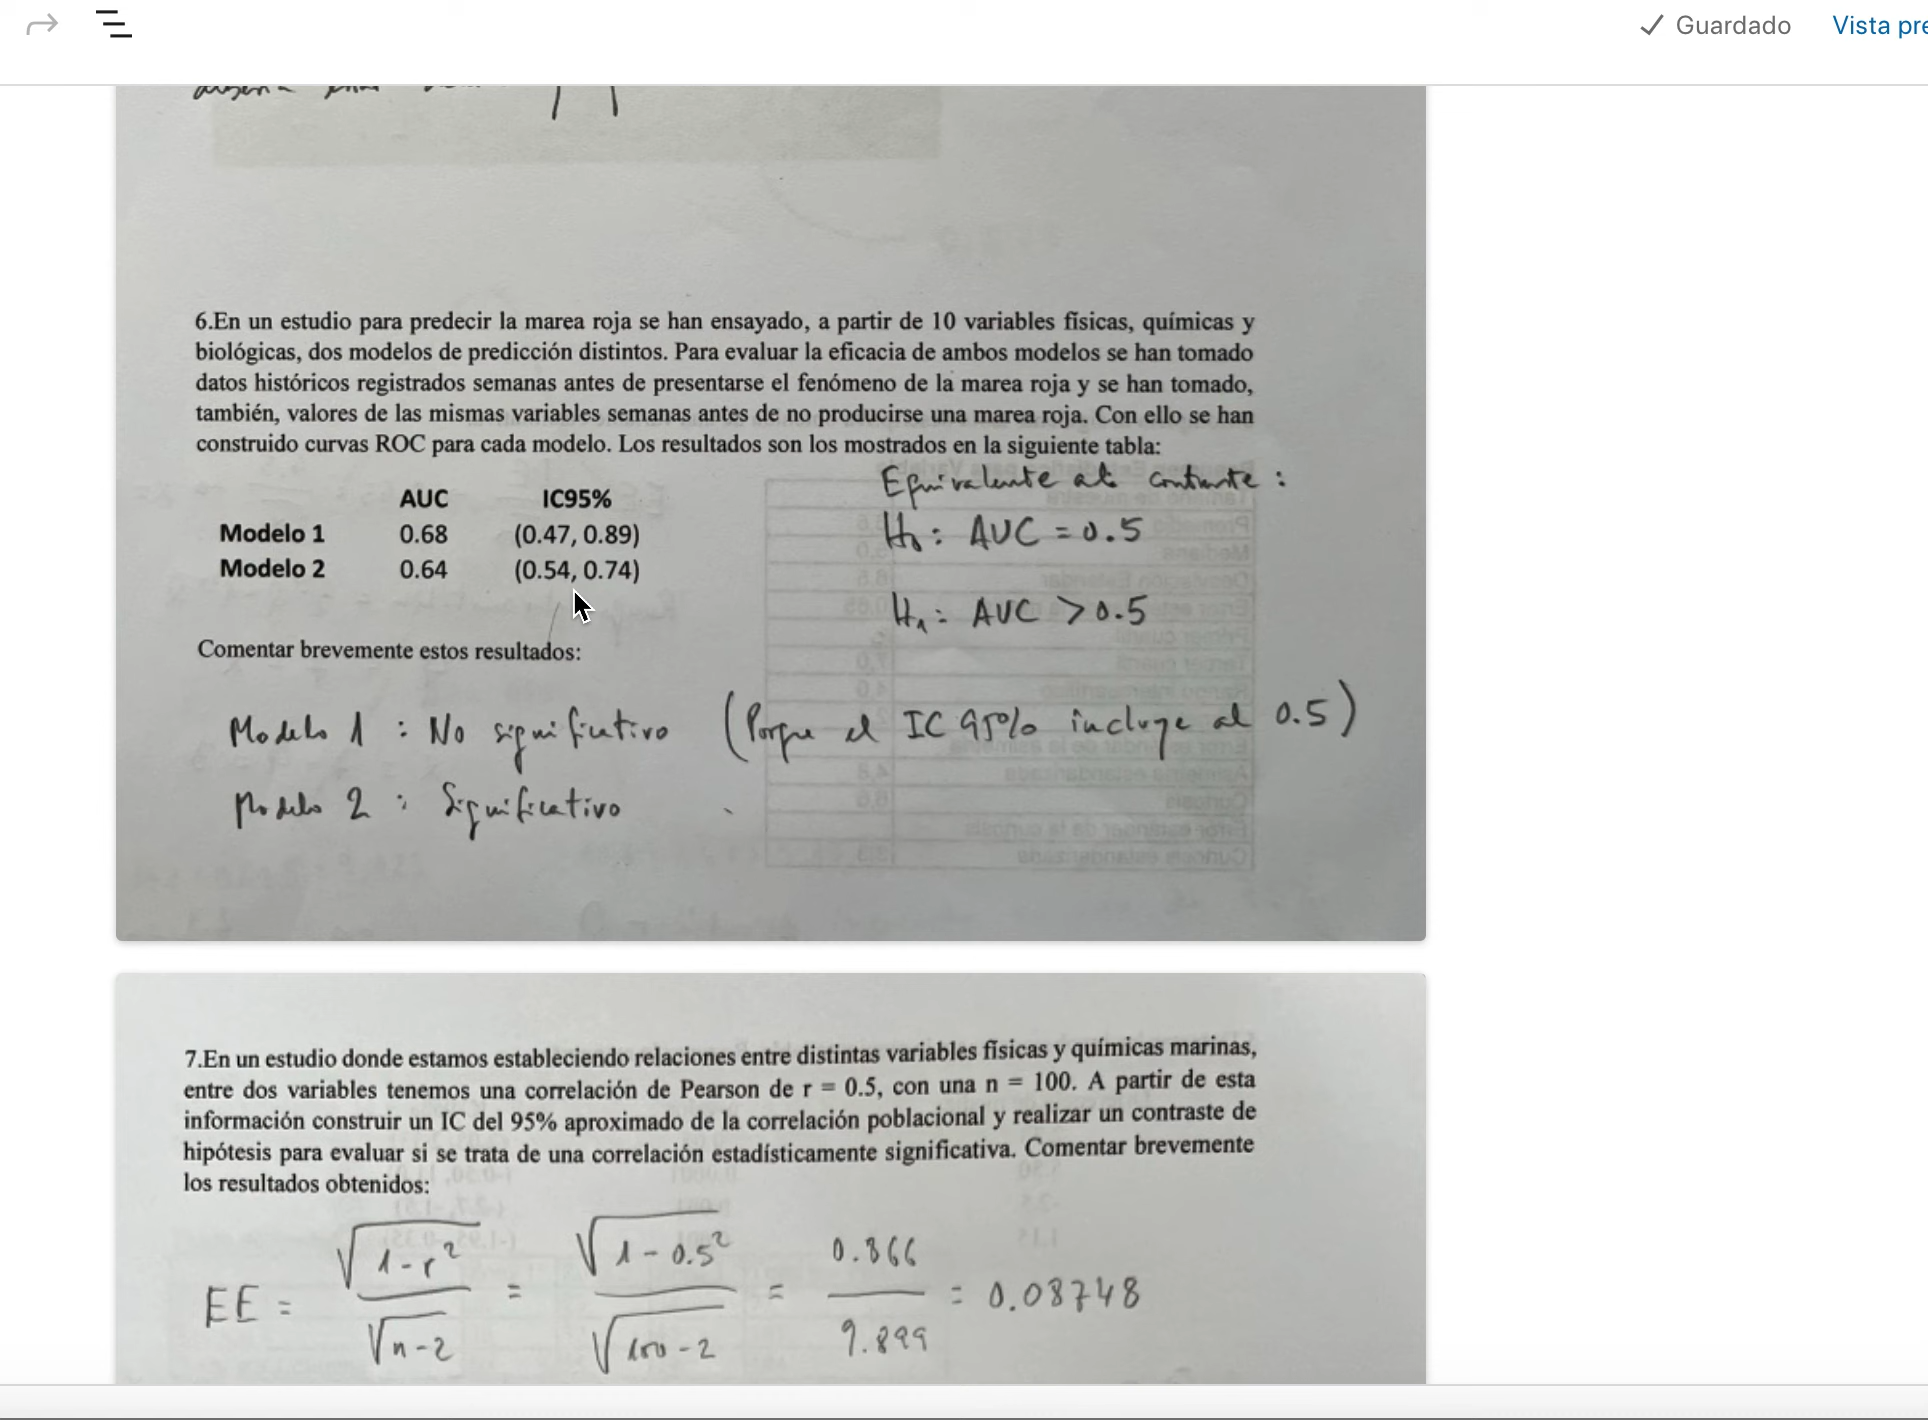 Guardado Vista pre
6.En un estudio para predecir la marea roja se han ensayado, a partir de 10 variables físicas, químicas y
biológicas, dos modelos de predicción distintos. Para evaluar la eficacia de ambos modelos se han tomado
datos históricos registrados semanas antes de presentarse el fenómeno de la marea roja y se han tomado,
también, valores de las mismas variables semanas antes de no producirse una marea roja. Con ello se han
construido curvas ROC para cada modelo. Los resultados son los mostrados en la siguiente tabla:
Equivalente al contraste :
AUC IC95%
H₀ : AUC = 0.5
Modelo 1 0.68 (0.47, 0.89)
Modelo 2 0.64 (0.54, 0.74)
H₁ : AUC > 0.5
Comentar brevemente estos resultados:
Modelo 1 : No significativo (Porque el IC 95% incluye al 0.5)
Modelo 2 : Significativo
7.En un estudio donde estamos estableciendo relaciones entre distintas variables físicas y químicas marinas,
entre dos variables tenemos una correlación de Pearson de r = 0.5, con una n = 100. A partir de esta
información construir un IC del 95% aproximado de la correlación poblacional y realizar un contraste de
hipótesis para evaluar si se trata de una correlación estadísticamente significativa. Comentar brevemente
los resultados obtenidos:
EE = √(1-r²) / √(n-2) = √(1-0.5²) / √(100-2) = 0.866 / 9.899 = 0.08748